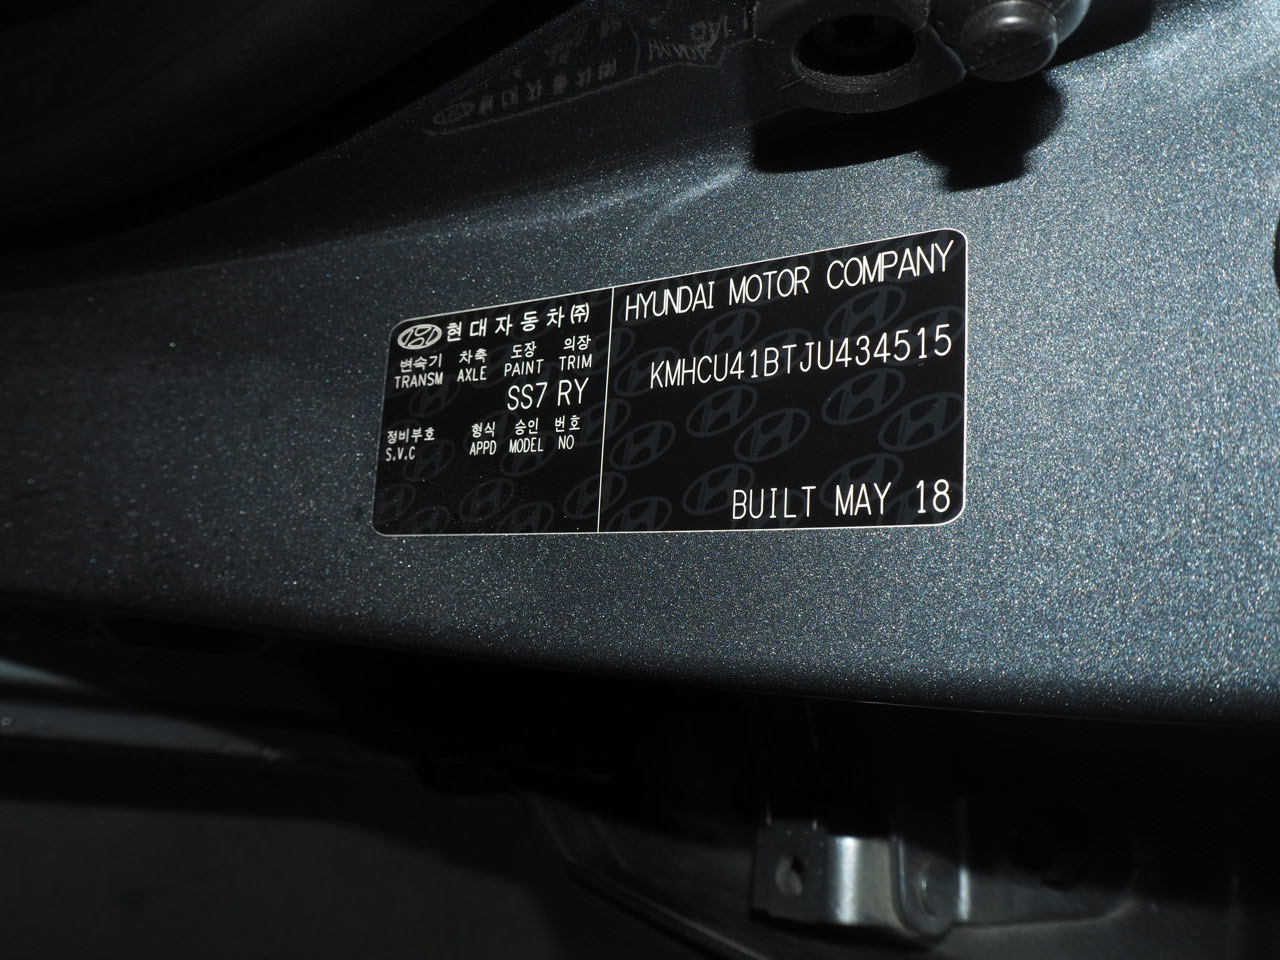 현대자동차㈜
변속기 차축 도장 의장
TRANSM AXLE PAINT TRIM
SS7 RY
정비부호 형식 승인 번호
S.V.C APPD MODEL NO
HYUNDAI MOTOR COMPANY
KMHCU41BTJU434515
BUILT MAY 18